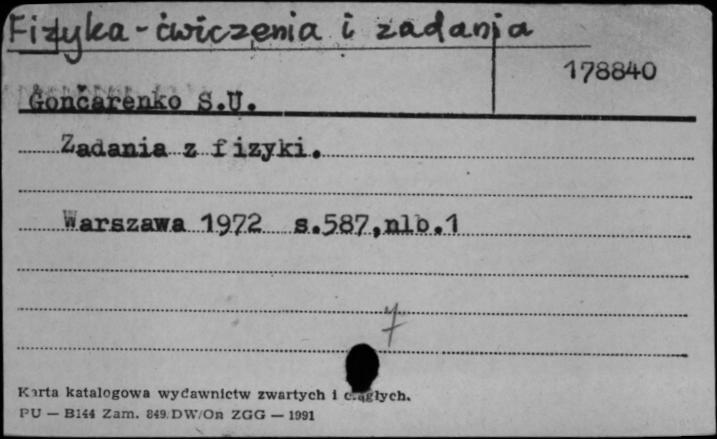 Fizyka - ćwiczenia i zadania
178840
Gončarenko S.U.
Zadania z fizyki.
Warszawa 1972 s.587,nlb.1
7
Karta katalogowa wydawnictw zwartych i ciągłych.
PU — B144 Zam. 849/DW/On ZGG — 1991